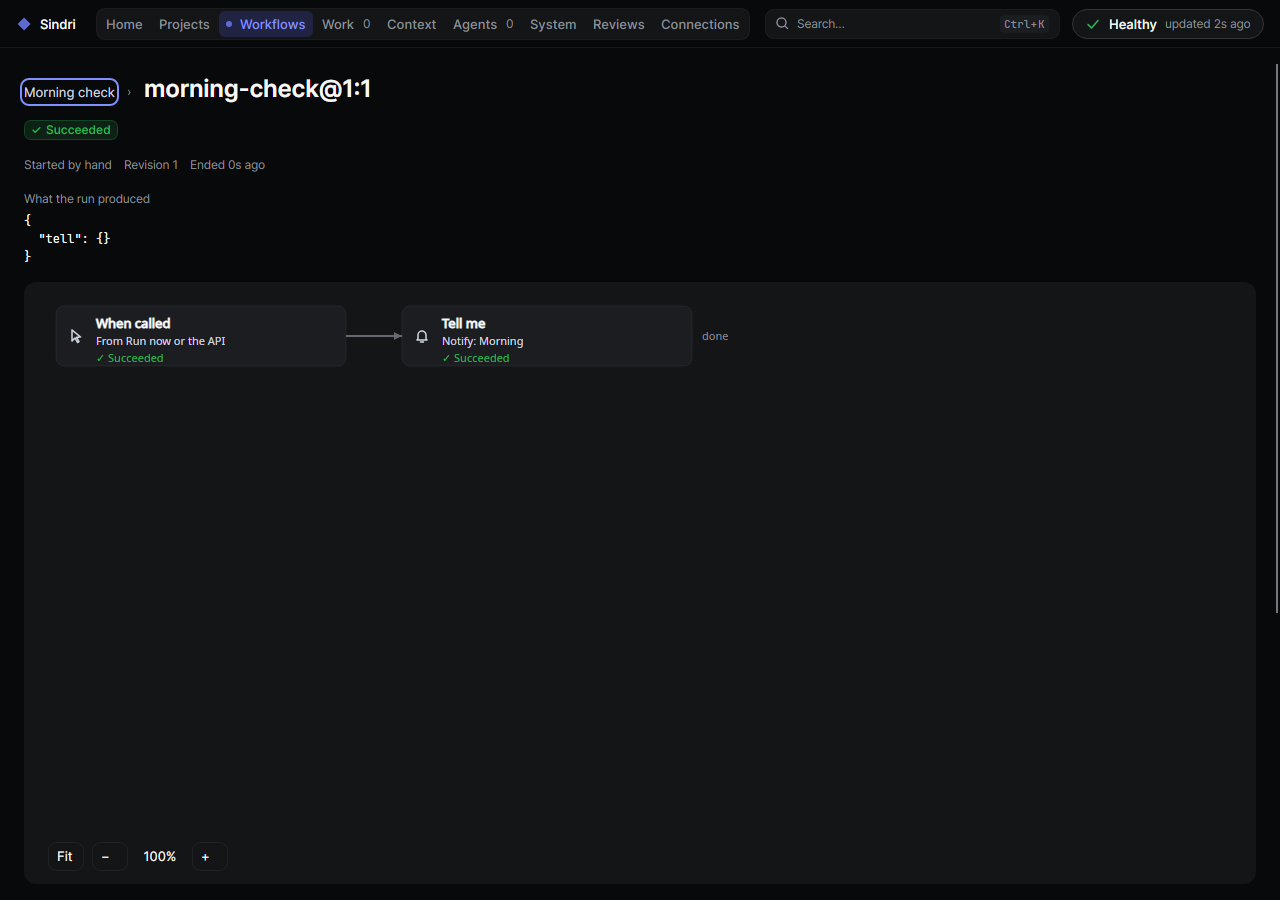 Sindri
Home Projects Workflows Work 0 Context Agents 0 System Reviews Connections
Search... Ctrl+K
Healthy updated 2s ago
Morning check › morning-check@1:1
✓ Succeeded
Started by hand Revision 1 Ended 0s ago
What the run produced
{
"tell": {}
}
When called
From Run now or the API
✓ Succeeded
Tell me
Notify: Morning
✓ Succeeded
done
Fit − 100% +